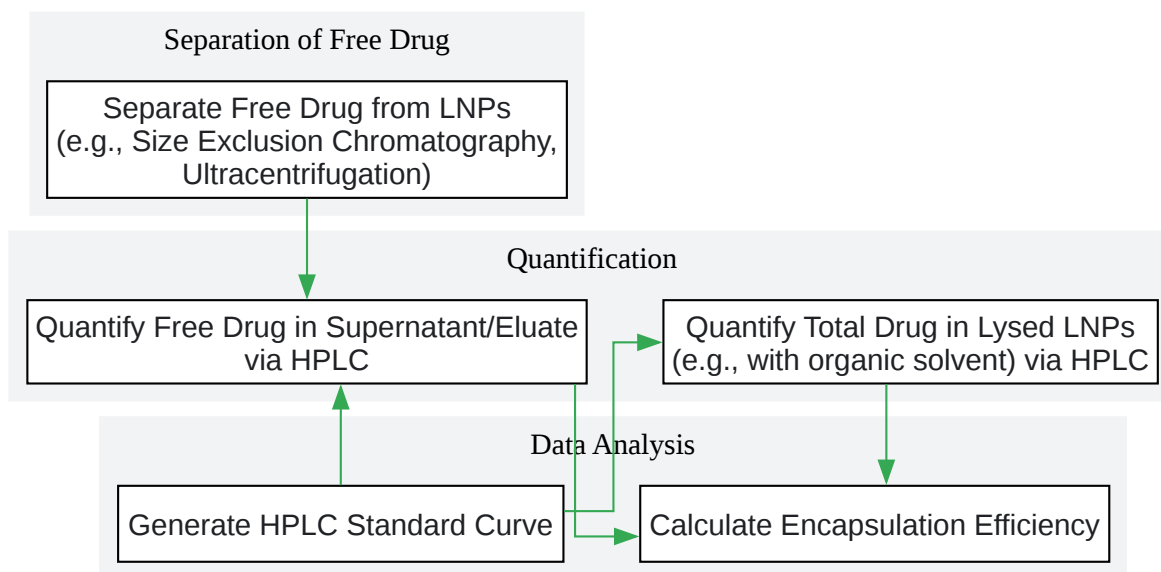 Separation of Free Drug
Separate Free Drug from LNPs
(e.g., Size Exclusion Chromatography,
Ultracentrifugation)
Quantification
Quantify Free Drug in Supernatant/Eluate
via HPLC
Quantify Total Drug in Lysed LNPs
(e.g., with organic solvent) via HPLC
Data Analysis
Generate HPLC Standard Curve
Calculate Encapsulation Efficiency